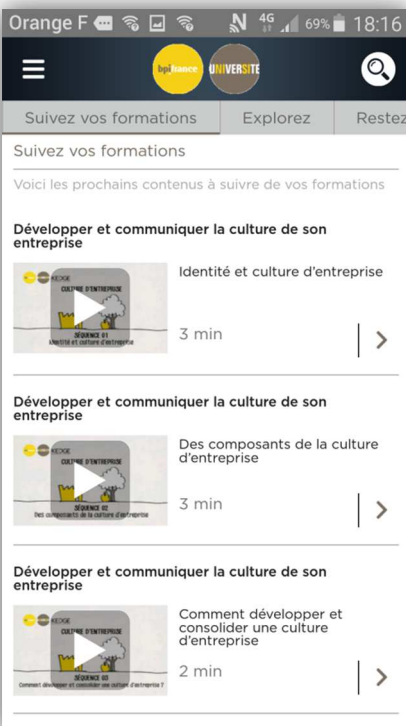 Orange F 4G 69% 18:16
bpifrance UNIVERSITE
Suivez vos formations Explorez Restez
Suivez vos formations
Voici les prochains contenus à suivre de vos formations
Développer et communiquer la culture de son
entreprise
CULTURE D'ENTREPRISE
SÉQUENCE 01
Identité et culture d'entreprise
Identité et culture d'entreprise
3 min
Développer et communiquer la culture de son
entreprise
CULTURE D'ENTREPRISE
SÉQUENCE 02
Des composants de la culture d'entreprise
Des composants de la culture
d'entreprise
3 min
Développer et communiquer la culture de son
entreprise
CULTURE D'ENTREPRISE
SÉQUENCE 03
Comment développer et consolider une culture d'entreprise ?
Comment développer et
consolider une culture
d'entreprise
2 min